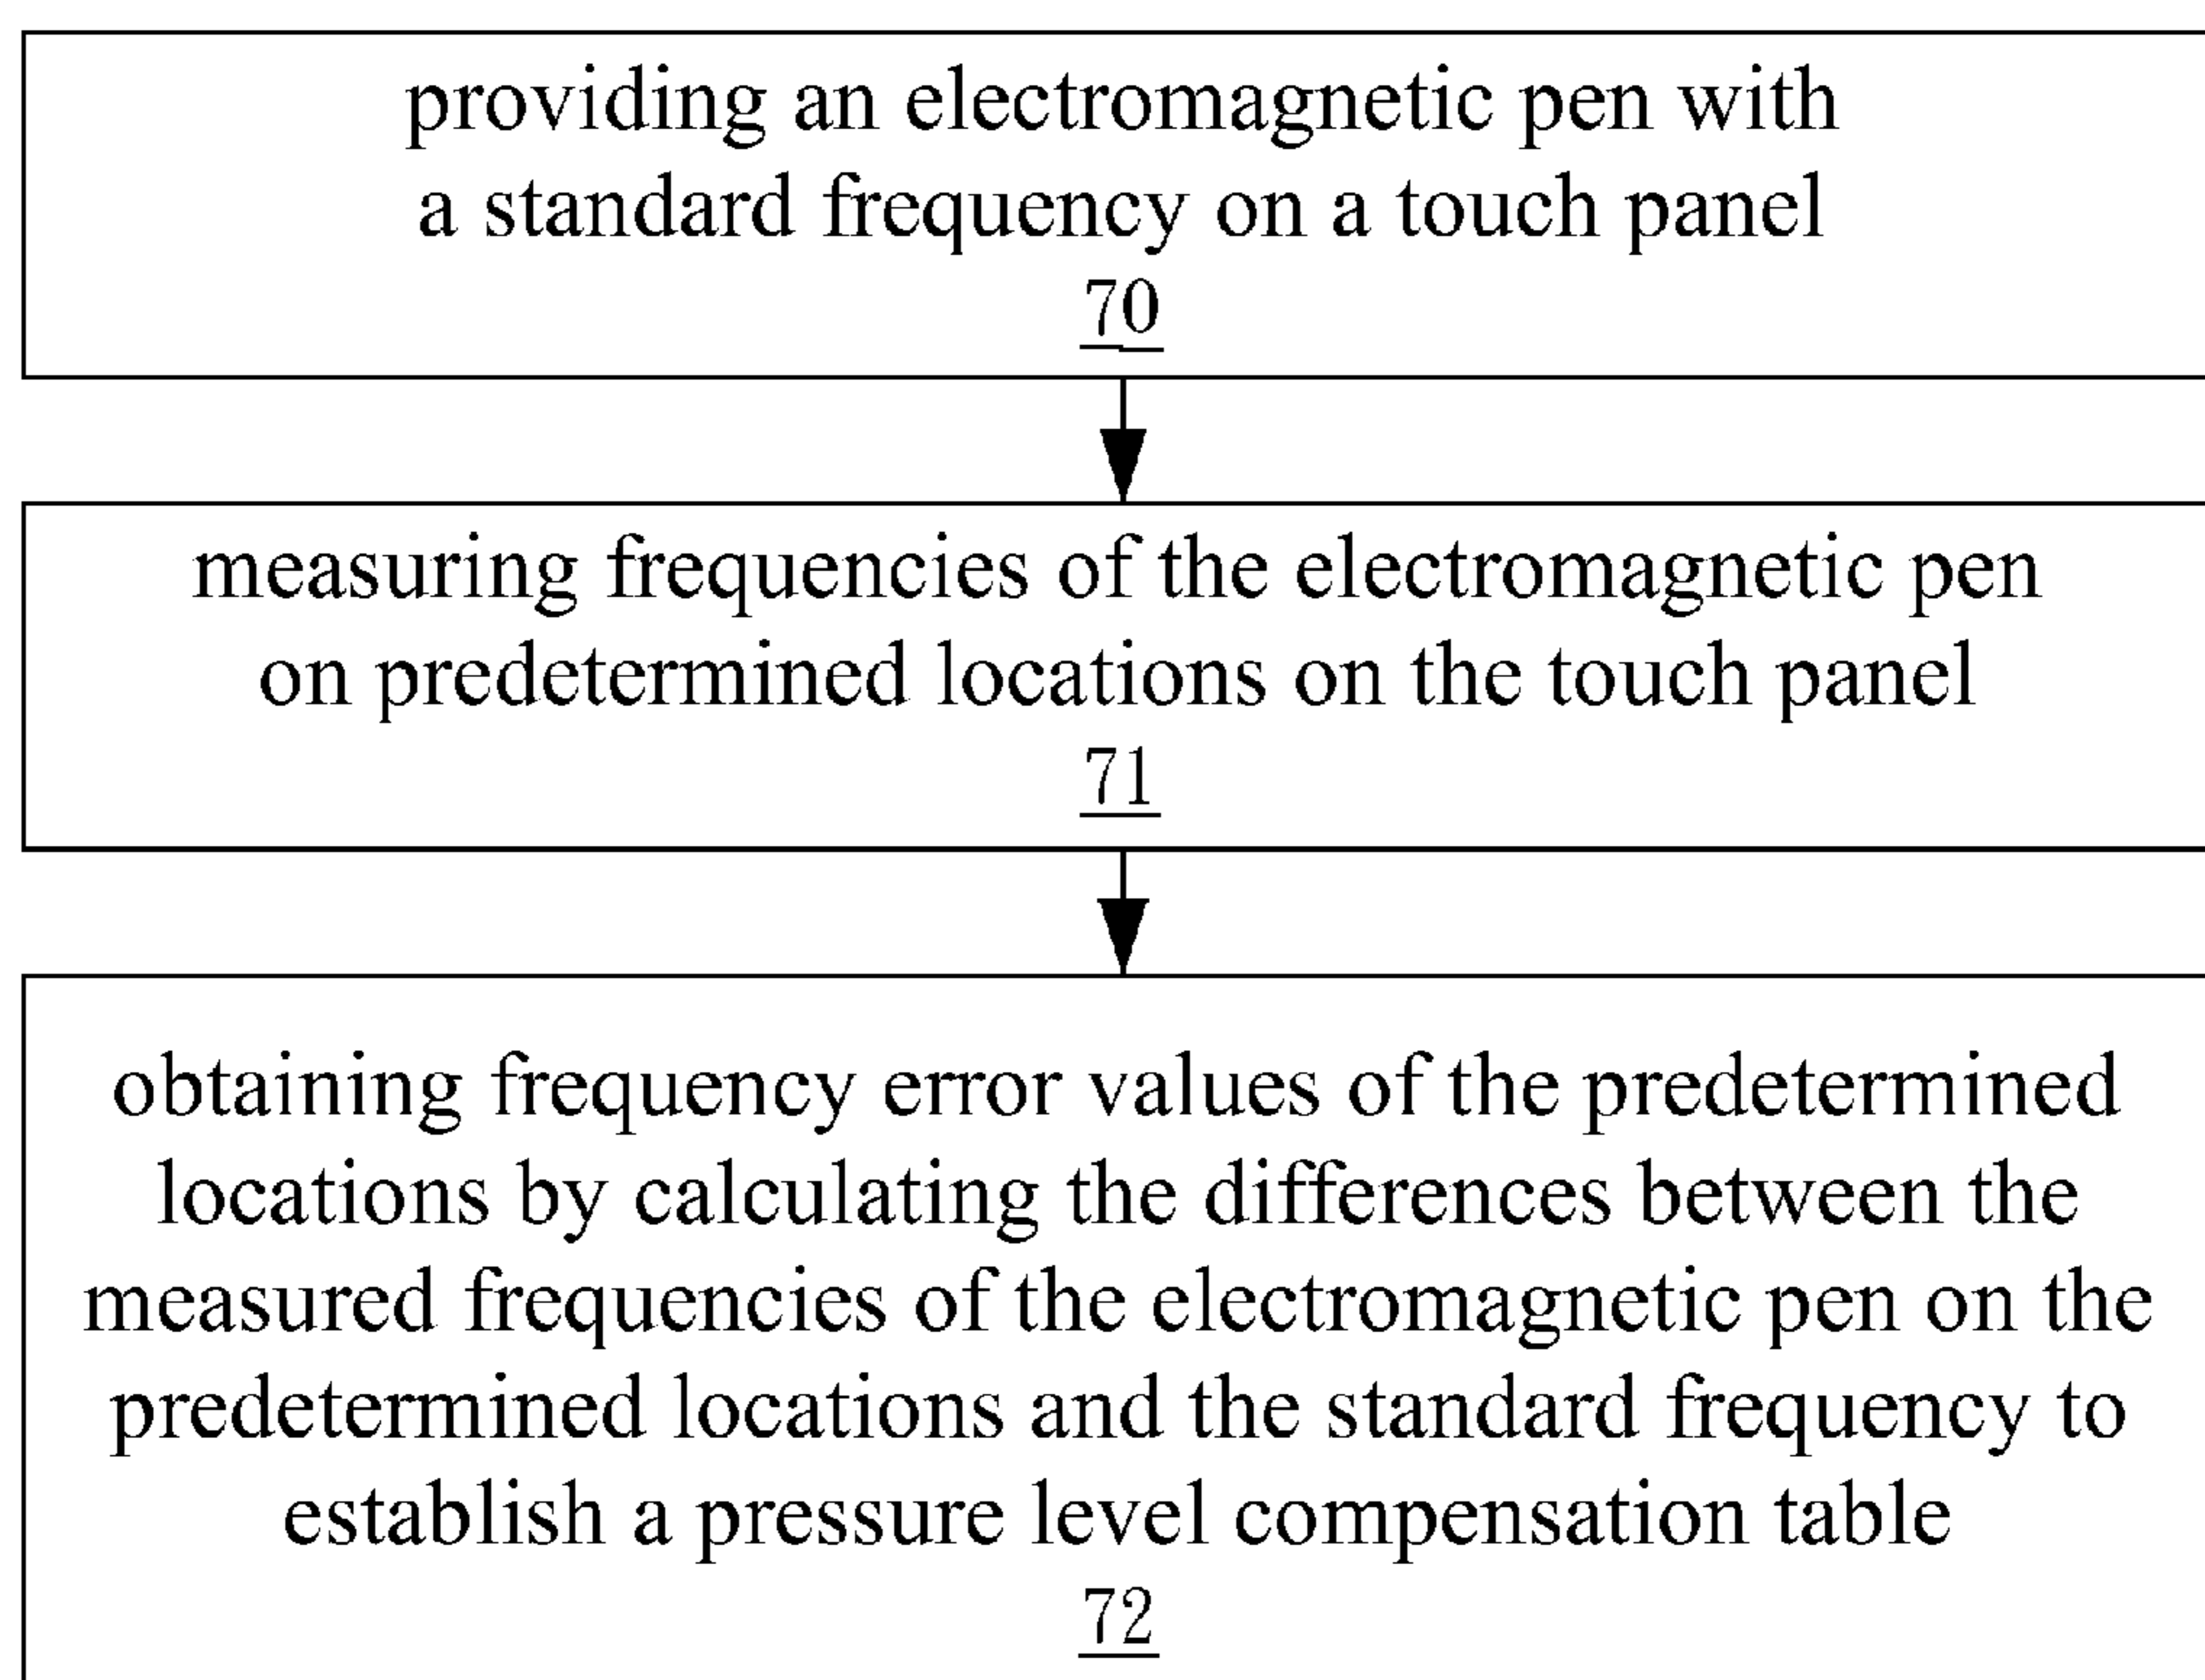 providing an electromagnetic pen with
a standard frequency on a touch panel
70
measuring frequencies of the electromagnetic pen
on predetermined locations on the touch panel
71
obtaining frequency error values of the predetermined
locations by calculating the differences between the
measured frequencies of the electromagnetic pen on the
predetermined locations and the standard frequency to
establish a pressure level compensation table
72